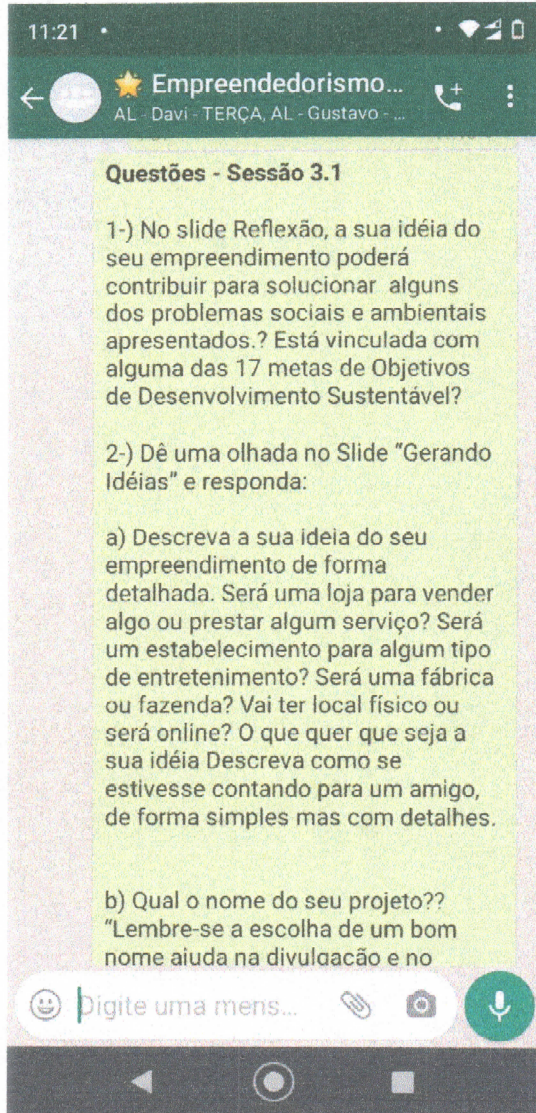 11:21
⭐ Empreendedorismo...
AL - Davi - TERÇA, AL - Gustavo - ...
Questões - Sessão 3.1
1-) No slide Reflexão, a sua idéia do
seu empreendimento poderá
contribuir para solucionar alguns
dos problemas sociais e ambientais
apresentados.? Está vinculada com
alguma das 17 metas de Objetivos
de Desenvolvimento Sustentável?
2-) Dê uma olhada no Slide “Gerando
Idéias” e responda:
a) Descreva a sua ideia do seu
empreendimento de forma
detalhada. Será uma loja para vender
algo ou prestar algum serviço? Será
um estabelecimento para algum tipo
de entretenimento? Será uma fábrica
ou fazenda? Vai ter local físico ou
será online? O que quer que seja a
sua idéia Descreva como se
estivesse contando para um amigo,
de forma simples mas com detalhes.
b) Qual o nome do seu projeto??
“Lembre-se a escolha de um bom
nome ajuda na divulgação e no
Digite uma mens...